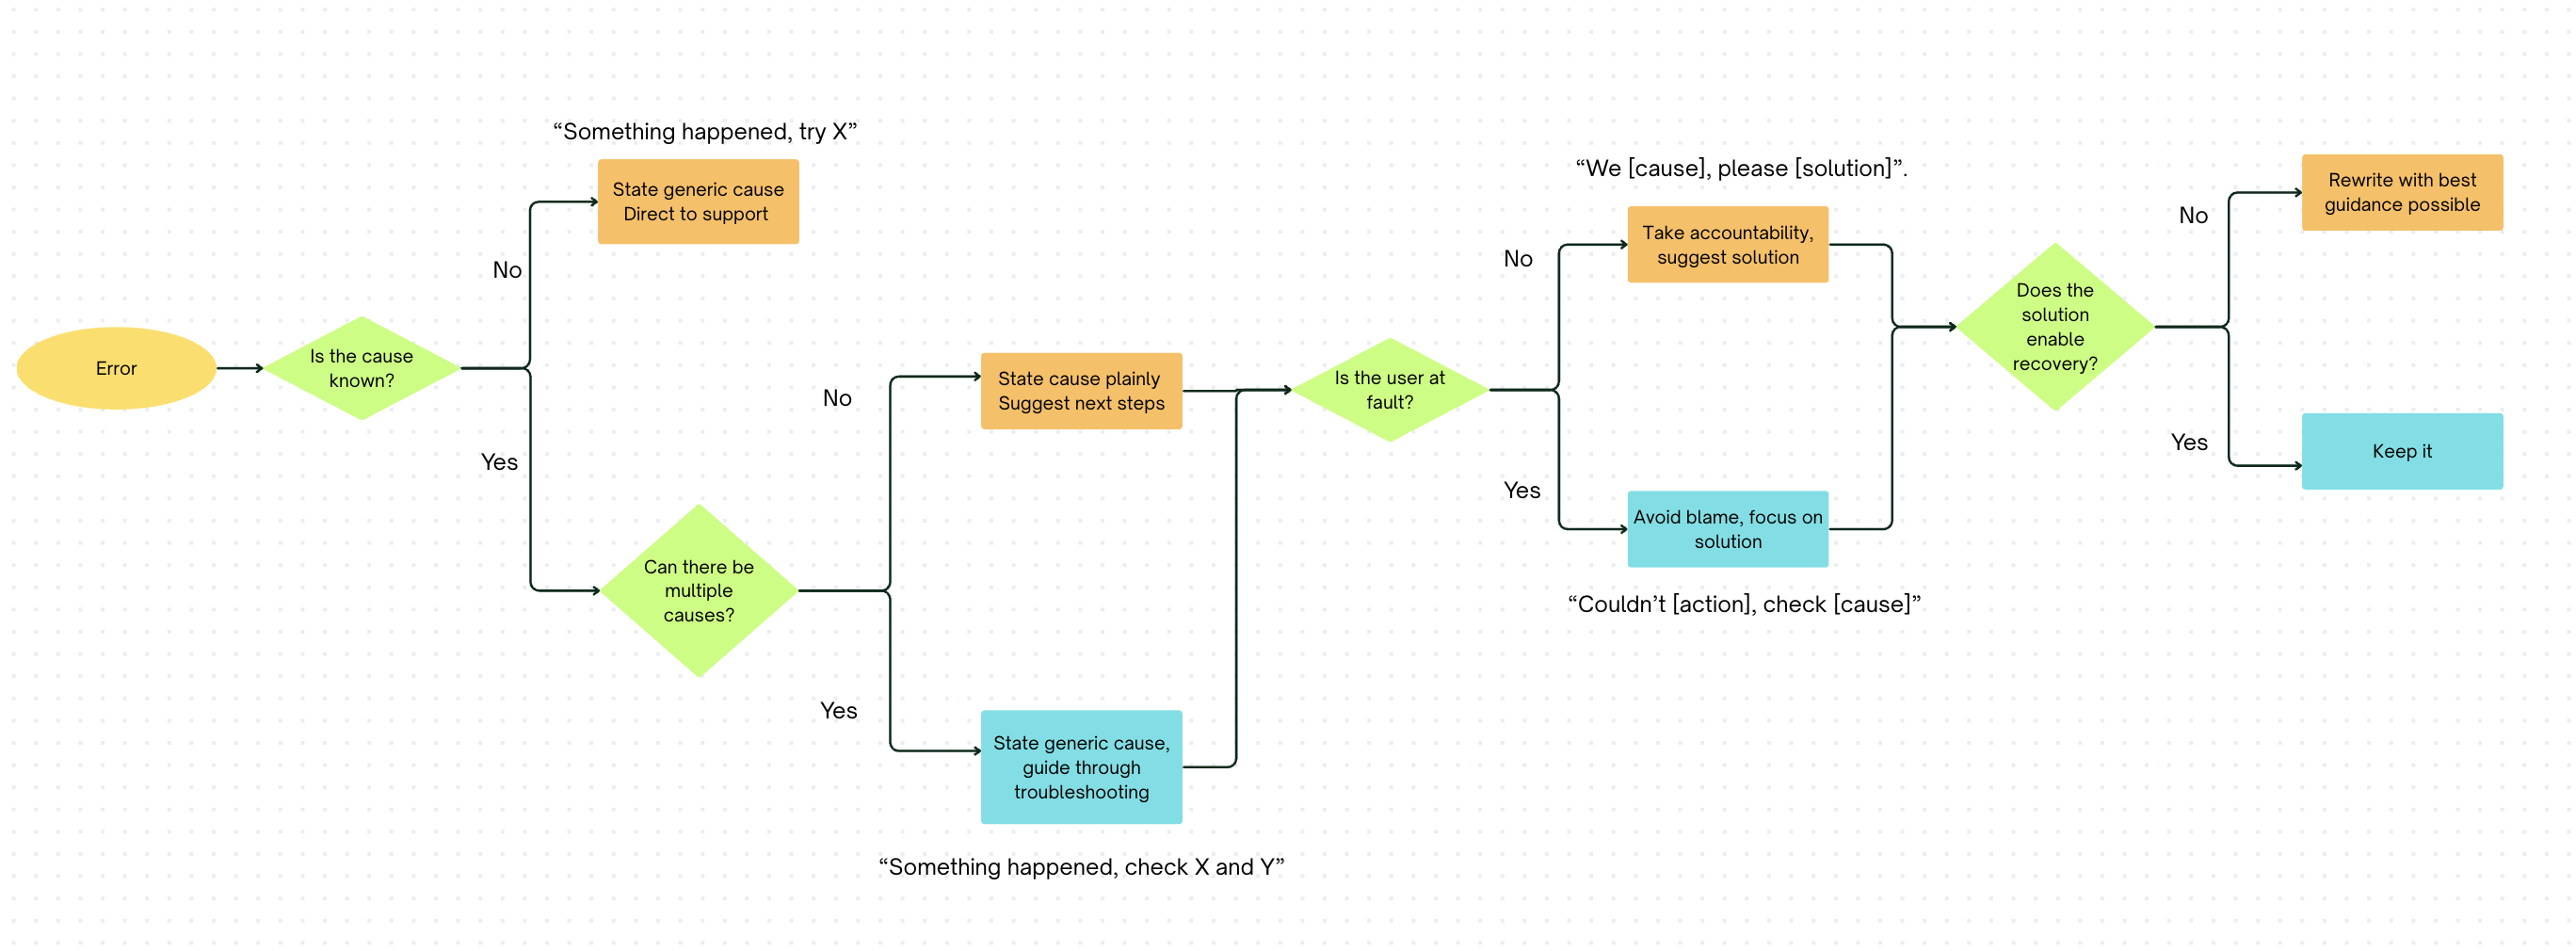 Error
Is the cause
known?
No
Yes
“Something happened, try X”
State generic cause
Direct to support
Can there be
multiple
causes?
No
Yes
State cause plainly
Suggest next steps
State generic cause,
guide through
troubleshooting
“Something happened, check X and Y”
Is the user at
fault?
No
Yes
“We [cause], please [solution]”.
Take accountability,
suggest solution
Avoid blame, focus on
solution
“Couldn’t [action], check [cause]”
Does the
solution
enable
recovery?
No
Yes
Rewrite with best
guidance possible
Keep it